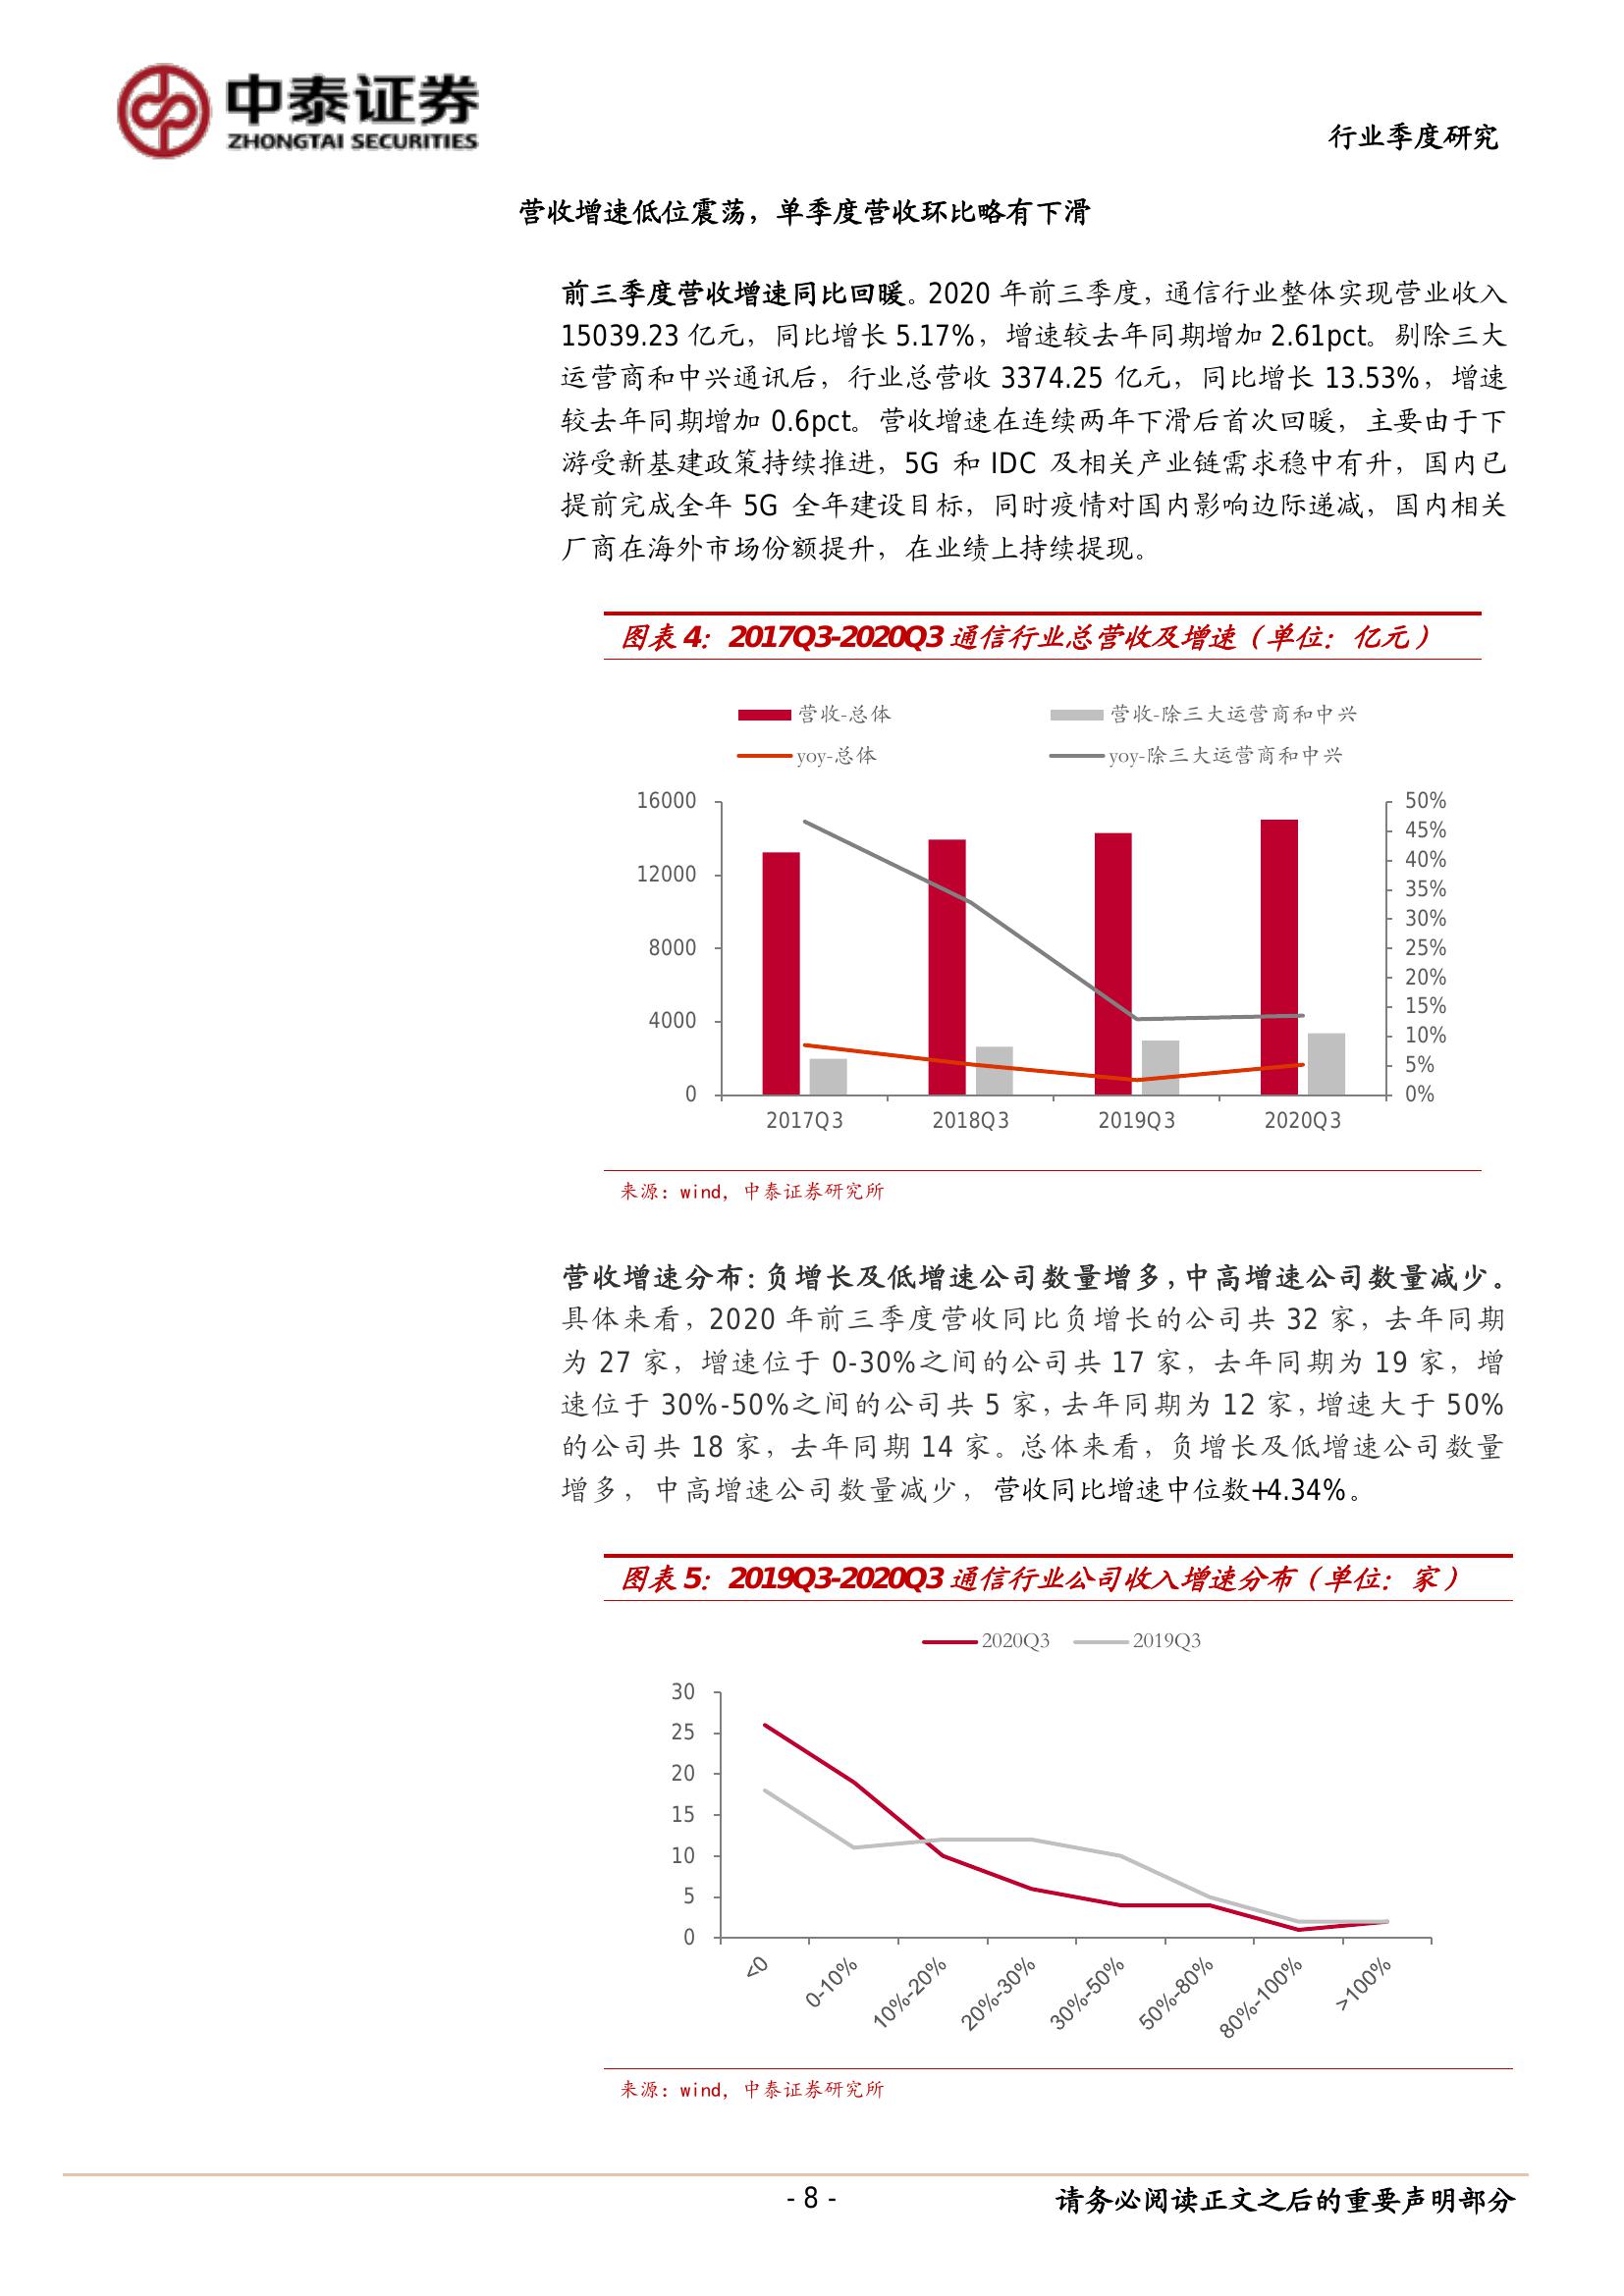 中泰证券
ZHONGTAI SECURITIES
行业季度研究
营收增速低位震荡，单季度营收环比略有下滑
前三季度营收增速同比回暖。2020 年前三季度，通信行业整体实现营业收入
15039.23 亿元，同比增长 5.17%，增速较去年同期增加 2.61pct。剔除三大
运营商和中兴通讯后，行业总营收 3374.25 亿元，同比增长 13.53%，增速
较去年同期增加 0.6pct。营收增速在连续两年下滑后首次回暖，主要由于下
游受新基建政策持续推进，5G 和 IDC 及相关产业链需求稳中有升，国内已
提前完成全年 5G 全年建设目标，同时疫情对国内影响边际递减，国内相关
厂商在海外市场份额提升，在业绩上持续提现。
图表 4：2017Q3-2020Q3 通信行业总营收及增速（单位：亿元）
营收-总体
营收-除三大运营商和中兴
yoy-总体
yoy-除三大运营商和中兴
16000
12000
8000
4000
0
50%
45%
40%
35%
30%
25%
20%
15%
10%
5%
0%
2017Q3
2018Q3
2019Q3
2020Q3
来源：wind，中泰证券研究所
营收增速分布：负增长及低增速公司数量增多，中高增速公司数量减少。
具体来看，2020 年前三季度营收同比负增长的公司共 32 家，去年同期
为 27 家，增速位于 0-30%之间的公司共 17 家，去年同期为 19 家，增
速位于 30%-50%之间的公司共 5 家，去年同期为 12 家，增速大于 50%
的公司共 18 家，去年同期 14 家。总体来看，负增长及低增速公司数量
增多，中高增速公司数量减少，营收同比增速中位数+4.34%。
图表 5：2019Q3-2020Q3 通信行业公司收入增速分布（单位：家）
2020Q3
2019Q3
30
25
20
15
10
5
0
<0
0-10%
10%-20%
20%-30%
30%-50%
50%-80%
80%-100%
>100%
来源：wind，中泰证券研究所
- 8 -
请务必阅读正文之后的重要声明部分